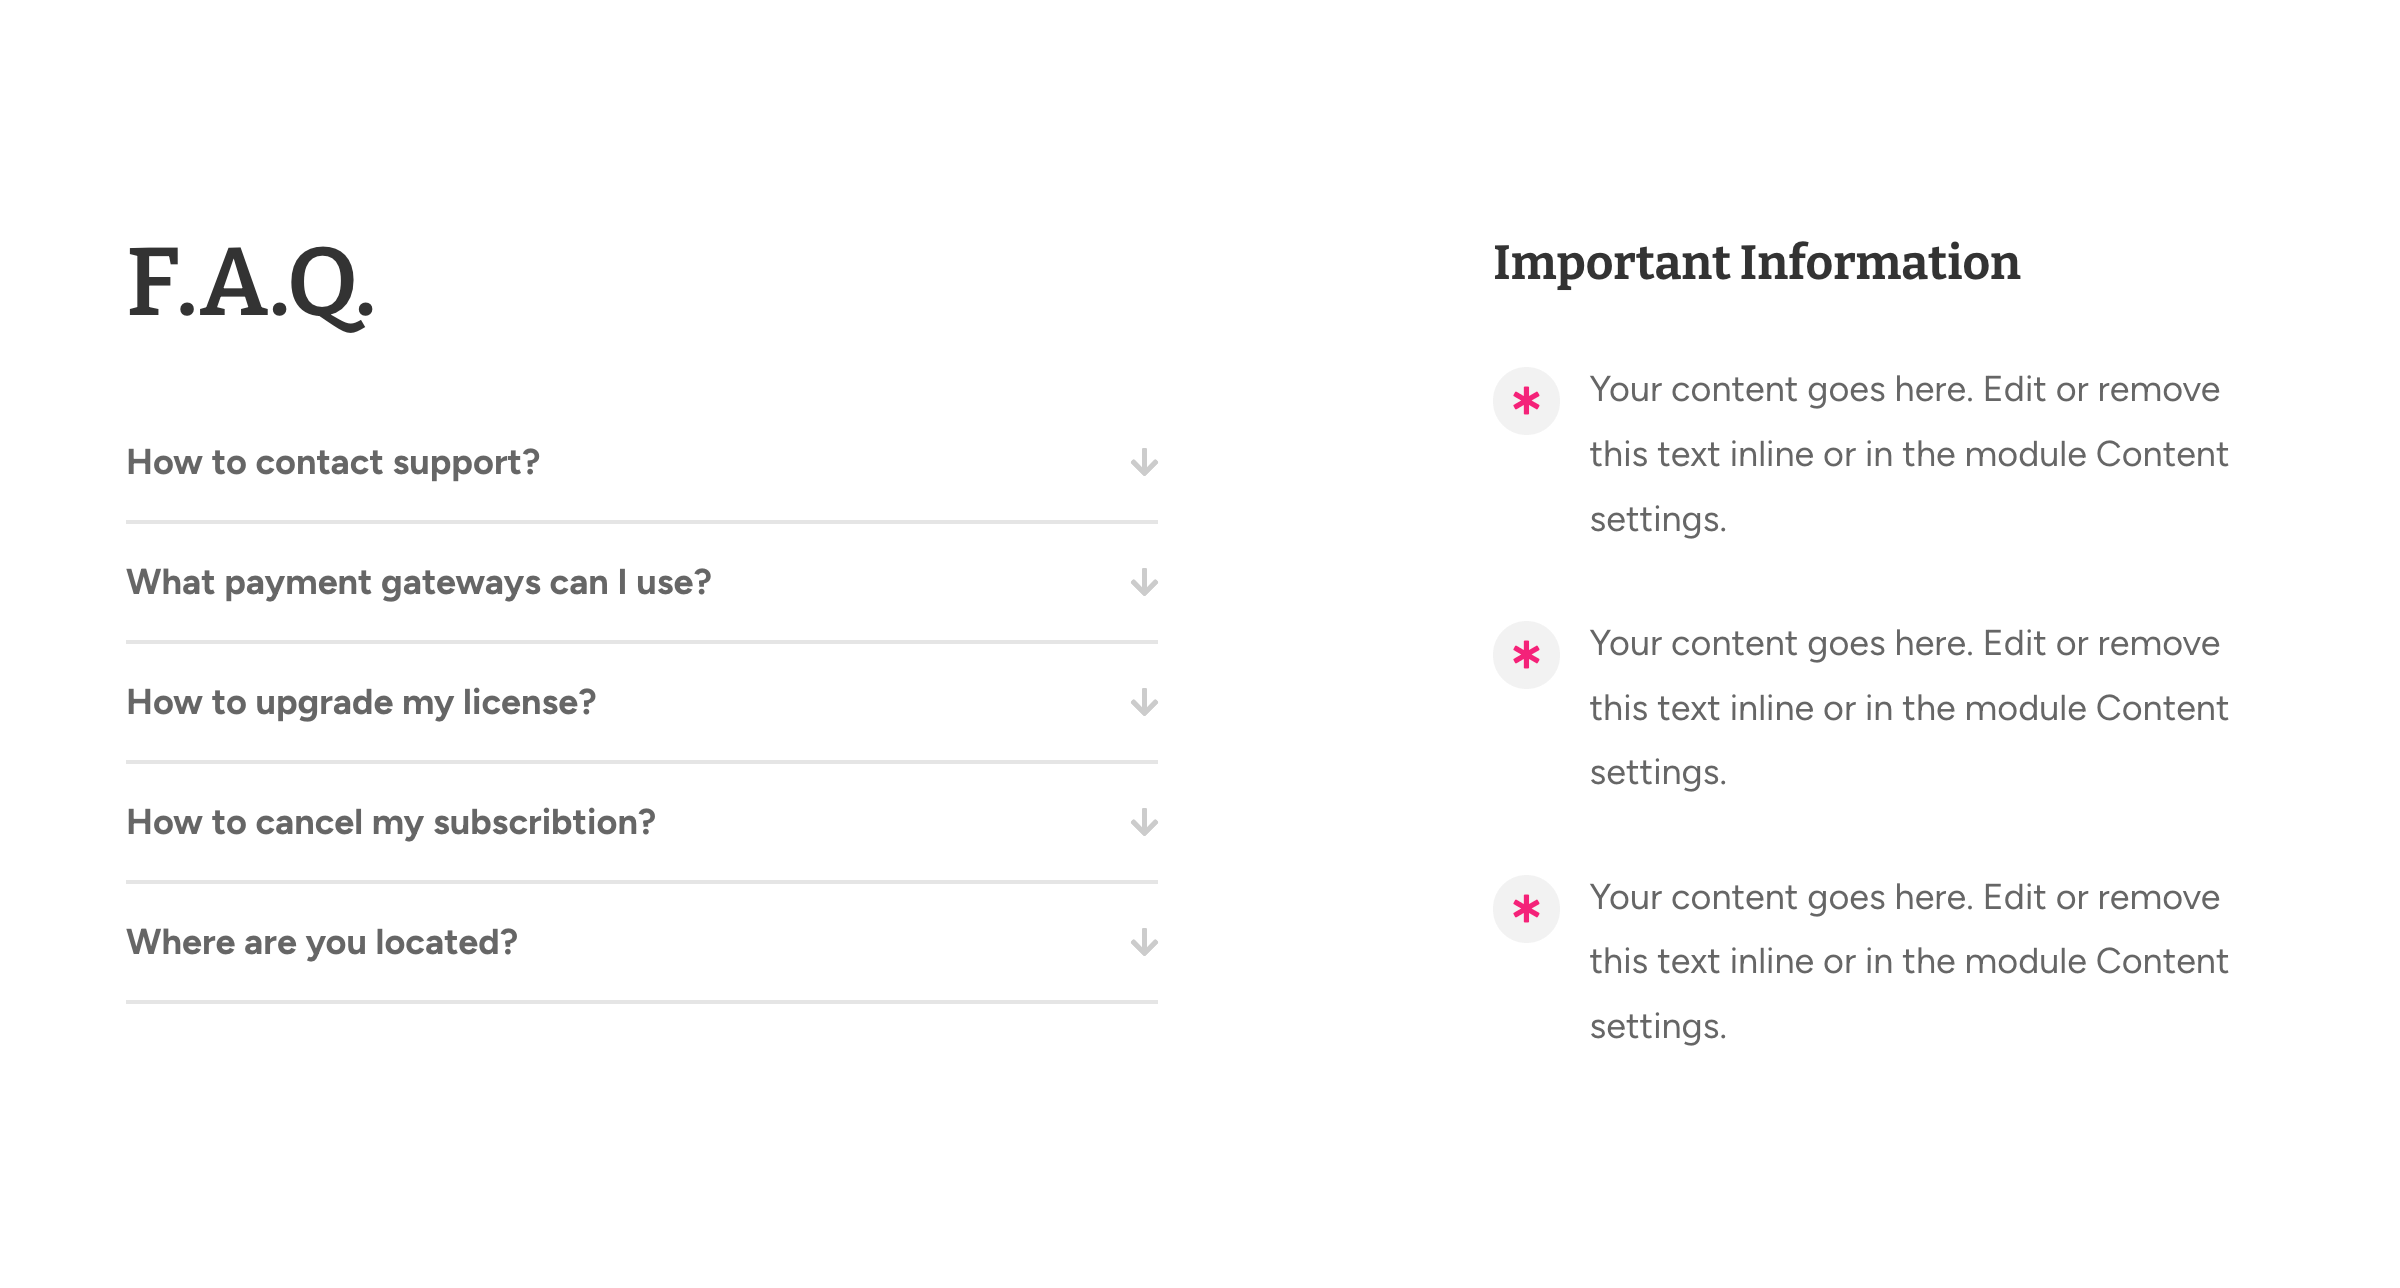 F.A.Q.
How to contact support?
What payment gateways can I use?
How to upgrade my license?
How to cancel my subscribtion?
Where are you located?
Important Information
Your content goes here. Edit or remove
this text inline or in the module Content
settings.
Your content goes here. Edit or remove
this text inline or in the module Content
settings.
Your content goes here. Edit or remove
this text inline or in the module Content
settings.